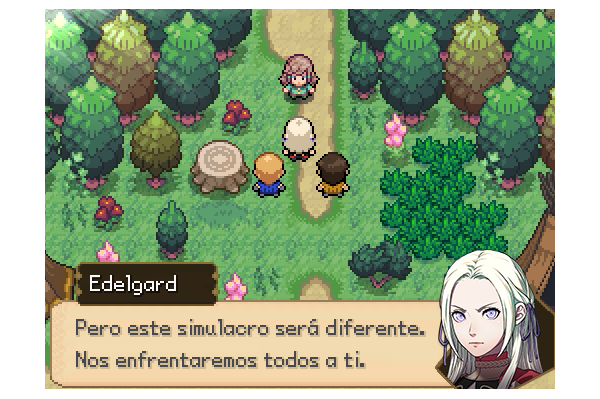 Edelgard
Pero este simulacro será diferente.
Nos enfrentaremos todos a ti.